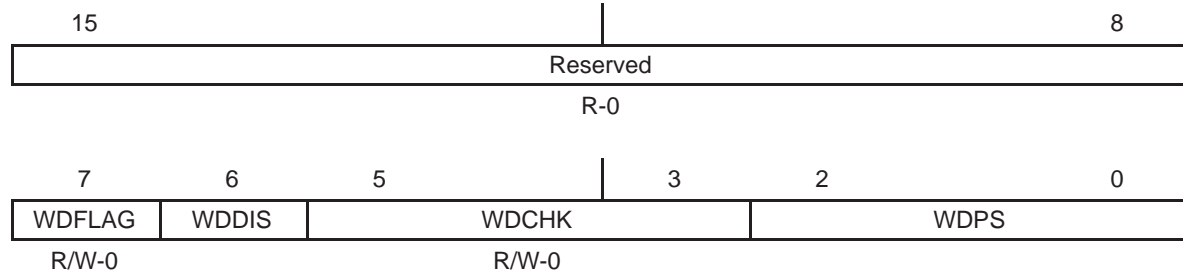 15 8
Reserved
R-0
7 6 5 3 2 0
WDFLAG WDDIS WDCHK WDPS
R/W-0 R/W-0